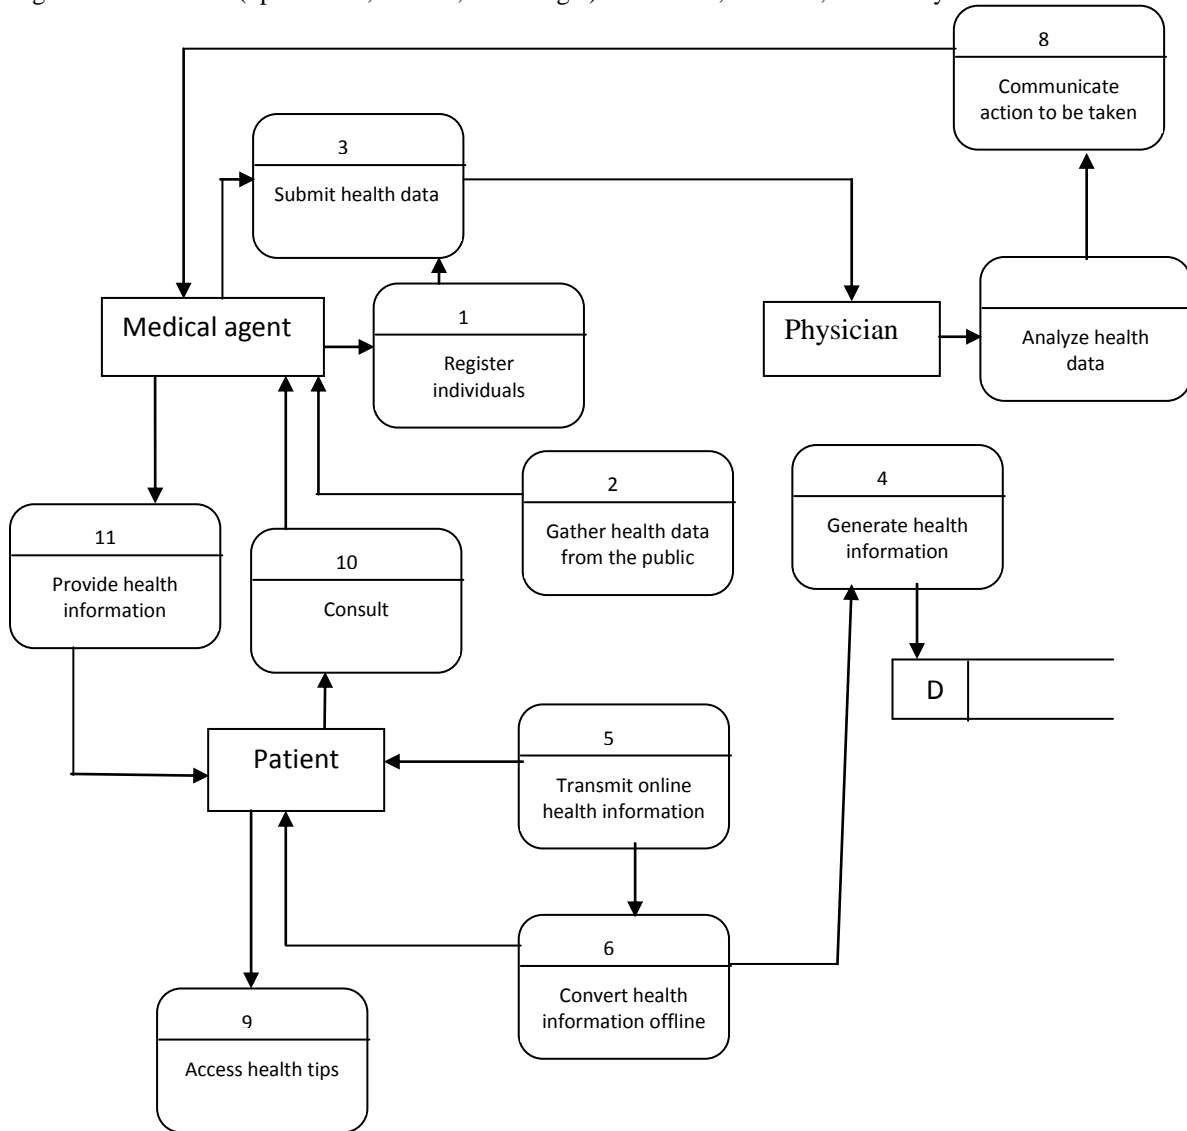 8
Communicate
action to be taken
3
Submit health data
Medical agent
1
Register
individuals
Physician
Analyze health
data
2
Gather health data
from the public
4
Generate health
information
11
Provide health
information
10
Consult
D
Patient
5
Transmit online
health information
6
Convert health
information offline
9
Access health tips